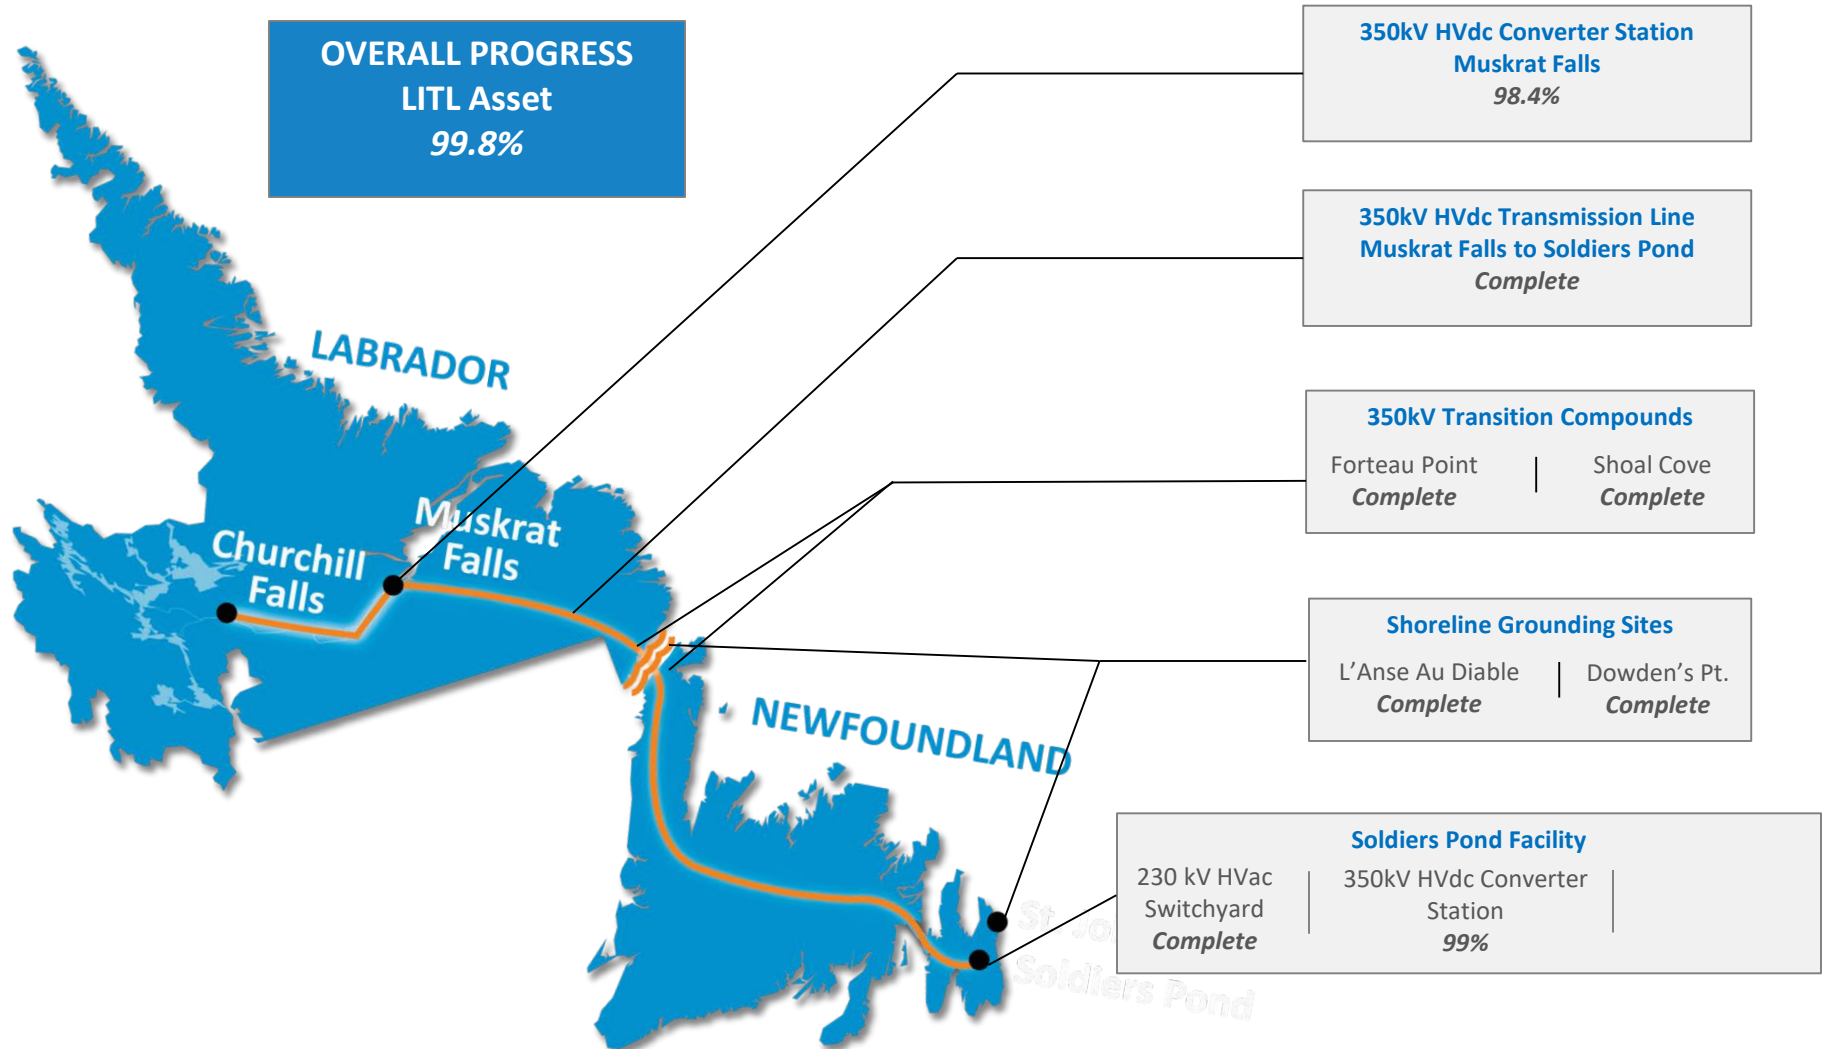 OVERALL PROGRESS
LITL Asset
99.8%
350kV HVdc Converter Station
Muskrat Falls
98.4%
350kV HVdc Transmission Line
Muskrat Falls to Soldiers Pond
Complete
LABRADOR
350kV Transition Compounds
Forteau Point
Complete
Shoal Cove
Complete
Muskrat
Falls
Churchill
Falls
Shoreline Grounding Sites
L'Anse Au Diable
Complete
Dowden's Pt.
Complete
NEWFOUNDLAND
Soldiers Pond Facility
230 kV HVac
Switchyard
Complete
350kV HVdc Converter
Station
99%
St.
Soldiers Pond